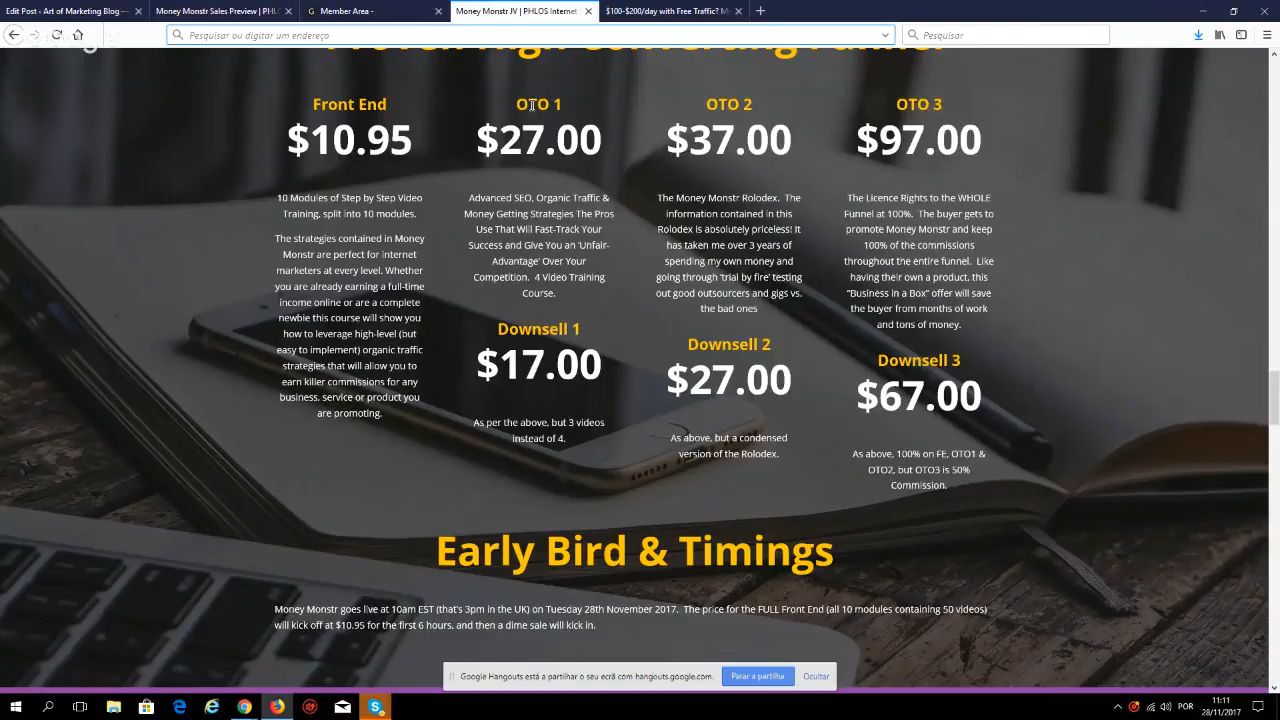 Edit Post ‹ Art of Marketing Blog —
Money Monstr Sales Preview | PHL
Member Area -
Money Monstr JV | PHLOS Internet
$100-$200/day with Free Traffic? M
Pesquisar ou digitar um endereço
Pesquisar
Proven High Converting Funnel
Front End
$10.95
10 Modules of Step by Step Video
Training, split into 10 modules.
The strategies contained in Money
Monstr are perfect for internet
marketers at every level. Whether
you are already earning a full-time
income online or are a complete
newbie this course will show you
how to leverage high-level (but
easy to implement) organic traffic
strategies that will allow you to
earn killer commissions for any
business, service or product you
are promoting.
OTO 1
$27.00
Advanced SEO, Organic Traffic &
Money Getting Strategies The Pros
Use That Will Fast-Track Your
Success and Give You an ‘Unfair-
Advantage’ Over Your
Competition. 4 Video Training
Course.
Downsell 1
$17.00
As per the above, but 3 videos
instead of 4.
OTO 2
$37.00
The Money Monstr Rolodex. The
information contained in this
Rolodex is absolutely priceless! It
has taken me over 3 years of
spending my own money and
going through ‘trial by fire’ testing
out good outsourcers and gigs vs.
the bad ones
Downsell 2
$27.00
As above, but a condensed
version of the Rolodex.
OTO 3
$97.00
The Licence Rights to the WHOLE
Funnel at 100%. The buyer gets to
promote Money Monstr and keep
100% of the commissions
throughout the entire funnel. Like
having their own a product, this
“Business in a Box” offer will save
the buyer from months of work
and tons of money.
Downsell 3
$67.00
As above, 100% on FE, OTO1 &
OTO2, but OTO3 is 50%
Commission.
Early Bird & Timings
Money Monstr goes live at 10am EST (that’s 3pm in the UK) on Tuesday 28th November 2017. The price for the FULL Front End (all 10 modules containing 50 videos)
will kick off at $10.95 for the first 6 hours, and then a dime sale will kick in.
Google Hangouts está a partilhar o seu ecrã com hangouts.google.com.
Parar a partilha
Ocultar
POR
11:11
28/11/2017